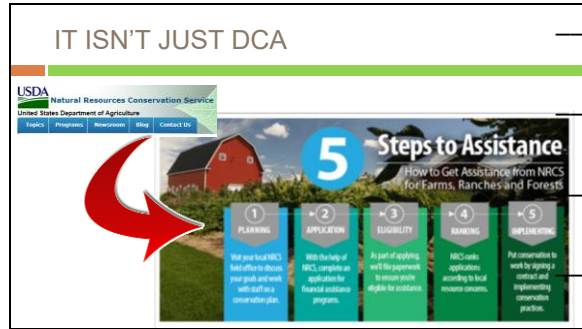 IT ISN'T JUST DCA
USDA
Natural Resources Conservation Service
United States Department of Agriculture
Topics Programs Newsroom Blog Contact Us
5 Steps to Assistance
How to Get Assistance from NRCS
for Farms, Ranches and Forests
1
PLANNING
Visit your local NRCS
field office to discuss
your goals and work
with staff on a
conservation plan.
2
APPLICATION
With the help of
NRCS, complete an
application for
financial assistance
programs.
3
ELIGIBILITY
As part of applying,
we'll file paperwork
to ensure you're
eligible for assistance.
4
RANKING
NRCS ranks
applications
according to local
resource concerns.
5
IMPLEMENTING
Put conservation to
work by signing a
contract and
implementing
conservation
practices.